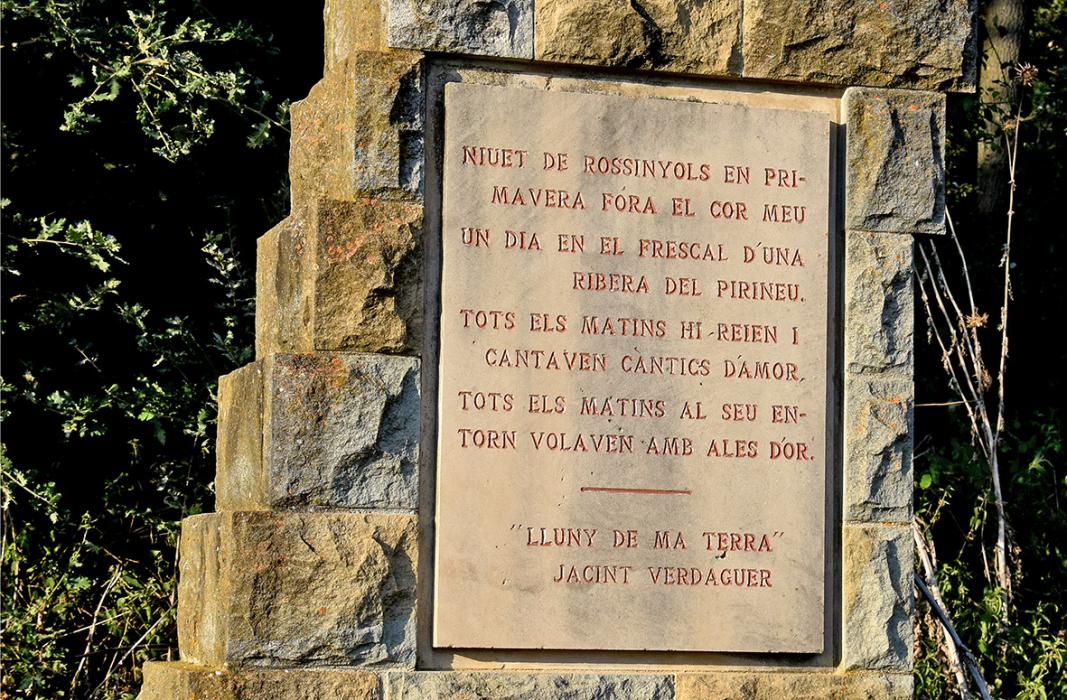 NIUET DE ROSSINYOLS EN PRI-
MAVERA FÓRA EL COR MEU
UN DIA EN EL FRESCAL D'UNA
RIBERA DEL PIRINEU.
TOTS ELS MATINS HI REIEN I
CANTAVEN CÀNTICS D'AMOR,
TOTS ELS MATINS AL SEU EN-
TORN VOLAVEN AMB ALES D'OR.
"LLUNY DE MA TERRA"
JACINT VERDAGUER